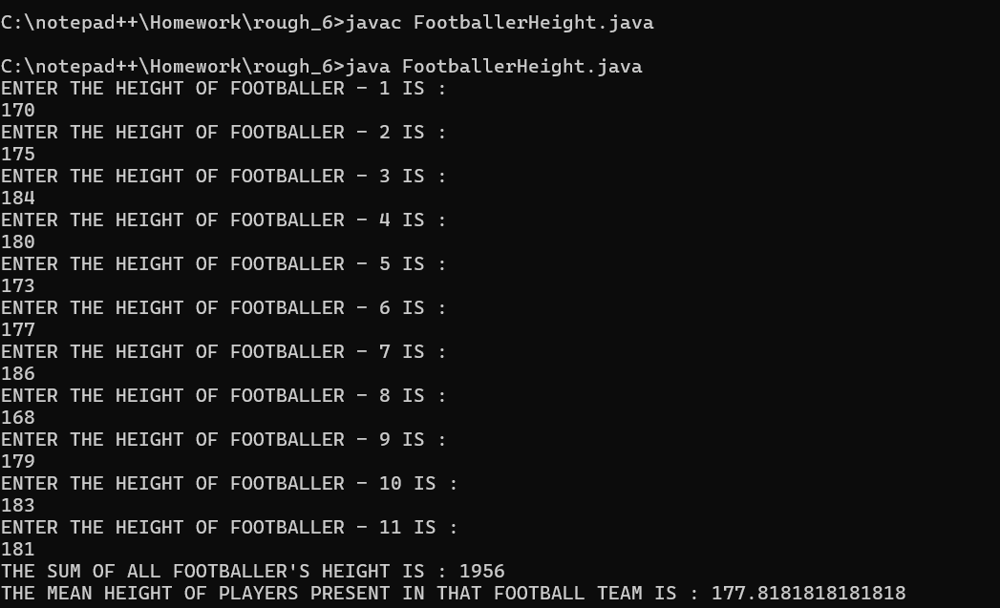 C:\notepad++\Homework\rough_6>javac FootballerHeight.java
C:\notepad++\Homework\rough_6>java FootballerHeight.java
ENTER THE HEIGHT OF FOOTBALLER - 1 IS :
170
ENTER THE HEIGHT OF FOOTBALLER - 2 IS :
175
ENTER THE HEIGHT OF FOOTBALLER - 3 IS :
184
ENTER THE HEIGHT OF FOOTBALLER - 4 IS :
180
ENTER THE HEIGHT OF FOOTBALLER - 5 IS :
173
ENTER THE HEIGHT OF FOOTBALLER - 6 IS :
177
ENTER THE HEIGHT OF FOOTBALLER - 7 IS :
186
ENTER THE HEIGHT OF FOOTBALLER - 8 IS :
168
ENTER THE HEIGHT OF FOOTBALLER - 9 IS :
179
ENTER THE HEIGHT OF FOOTBALLER - 10 IS :
183
ENTER THE HEIGHT OF FOOTBALLER - 11 IS :
181
THE SUM OF ALL FOOTBALLER'S HEIGHT IS : 1956
THE MEAN HEIGHT OF PLAYERS PRESENT IN THAT FOOTBALL TEAM IS : 177.8181818181818